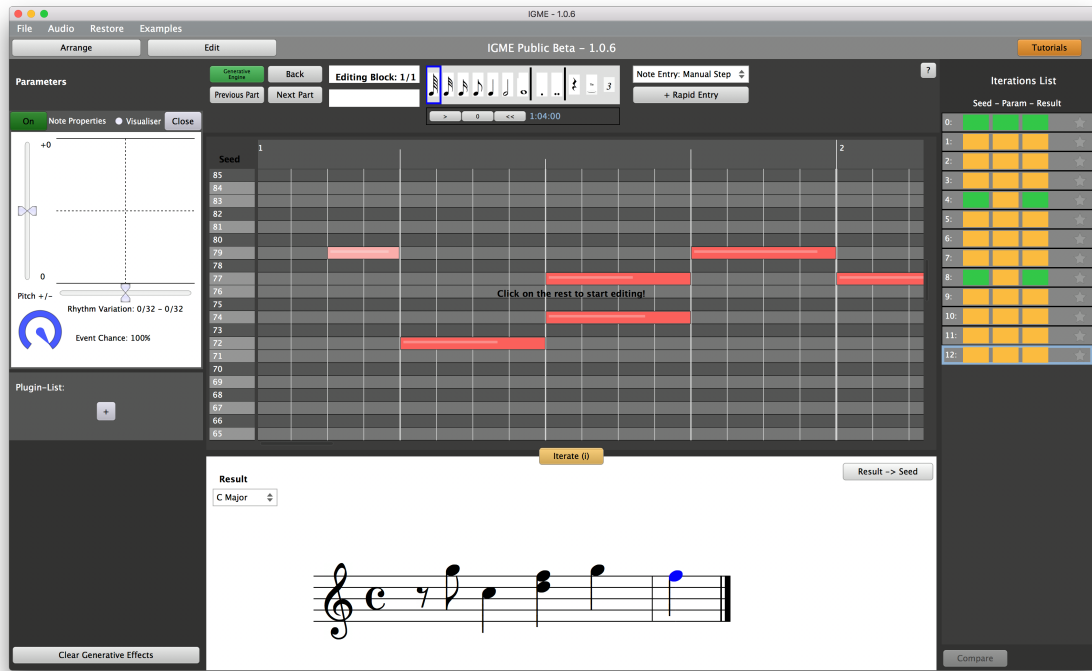 IGME - 1.0.6
File Audio Restore Examples
Arrange Edit IGME Public Beta - 1.0.6 Tutorials
Parameters
Generative Engine
Back
Previous Part
Next Part
Editing Block: 1/1
3
> 0 << 1:04:00
Note Entry: Manual Step
+ Rapid Entry
?
Iterations List
Seed - Param - Result
On Note Properties Visualiser Close
+0
0
Pitch +/-
Rhythm Variation: 0/32 - 0/32
Event Chance: 100%
Plugin-List:
+
Clear Generative Effects
Seed
1 2
85
84
83
82
81
80
79
78
77
76
75
74
73
72
71
70
69
68
67
66
65
Click on the rest to start editing!
Iterate (i)
Result
C Major
Result -> Seed
0:
1:
2:
3:
4:
5:
6:
7:
8:
9:
10:
11:
12:
Compare